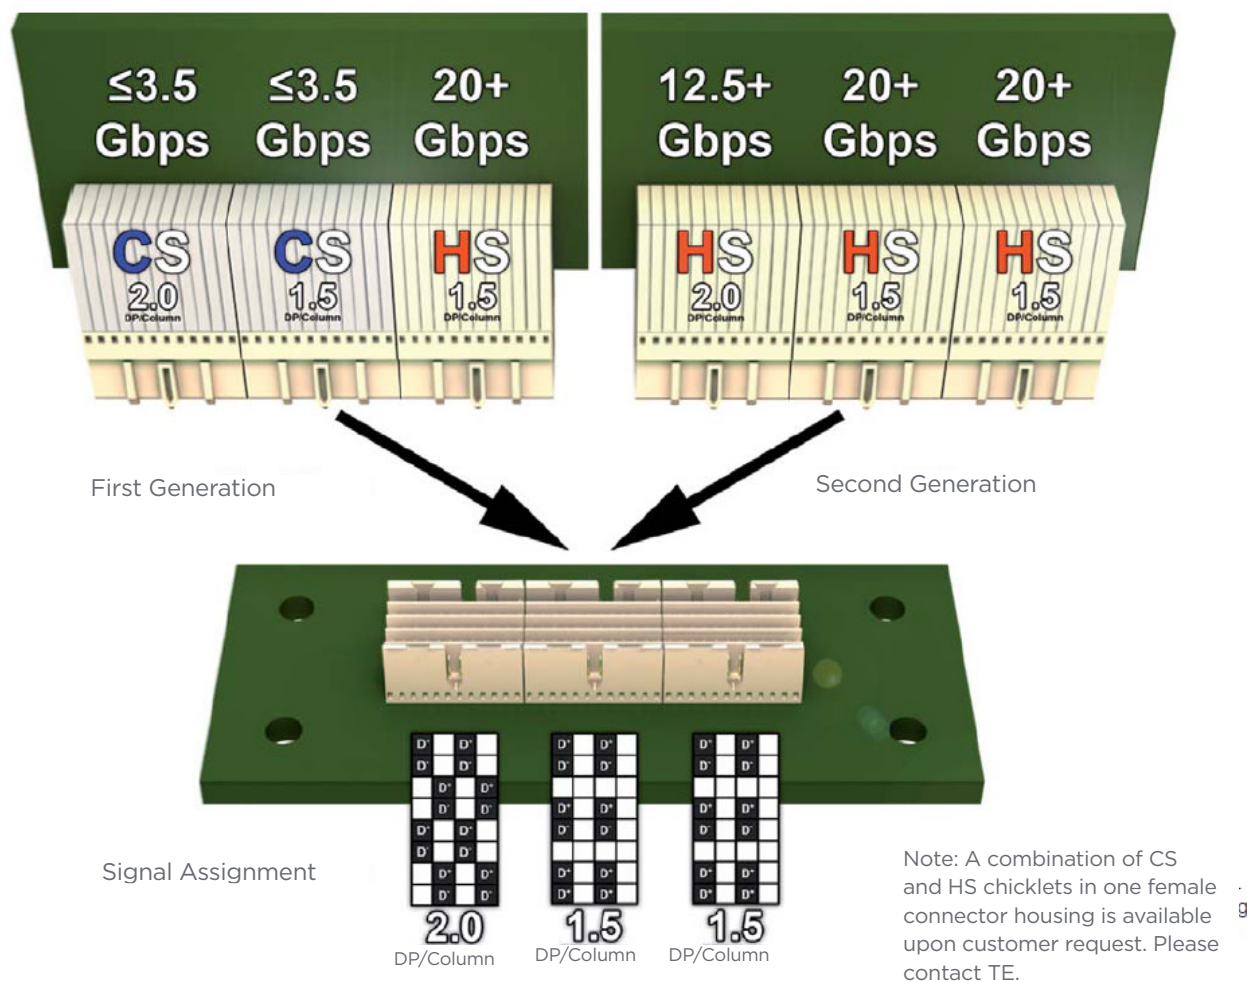 ≤3.5 ≤3.5 20+
Gbps Gbps Gbps
12.5+ 20+ 20+
Gbps Gbps Gbps
CS CS HS
2.0 1.5 1.5
DP/Column DP/Column DP/Column
HS HS HS
2.0 1.5 1.5
DP/Column DP/Column DP/Column
First Generation
Second Generation
Signal Assignment
2.0 1.5 1.5
DP/Column DP/Column DP/Column
Note: A combination of CS
and HS chicklets in one female
connector housing is available
upon customer request. Please
contact TE.